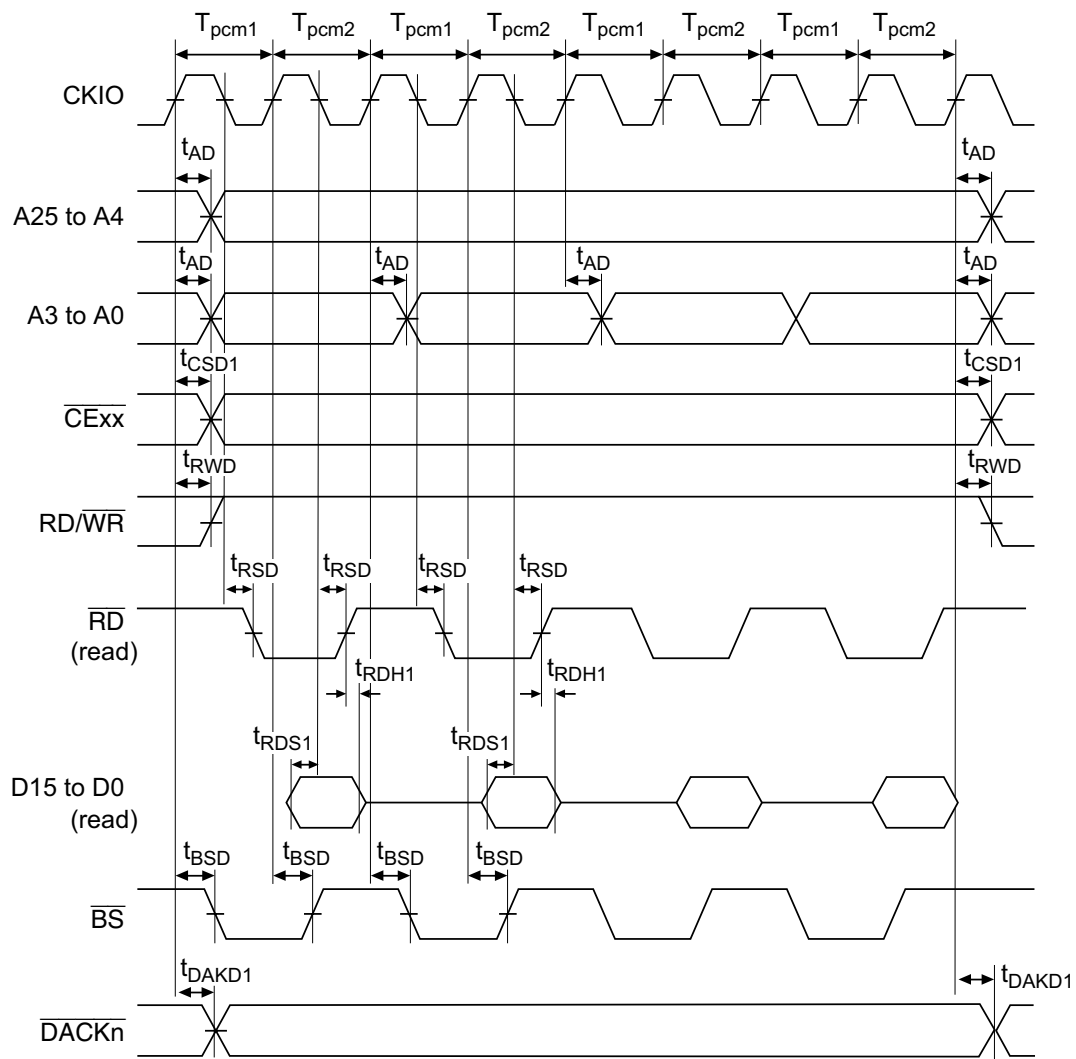 Tpcm1 Tpcm2 Tpcm1 Tpcm2 Tpcm1 Tpcm2 Tpcm1 Tpcm2
CKIO
tAD tAD
A25 to A4
tAD tAD tAD tAD
A3 to A0
tCSD1 tCSD1
CExx
tRWD tRWD
RD/WR
tRSD tRSD tRSD tRSD
RD
(read)
tRDH1 tRDH1
tRDS1 tRDS1
D15 to D0
(read)
tBSD tBSD tBSD tBSD
BS
tDAKD1 tDAKD1
DACKn